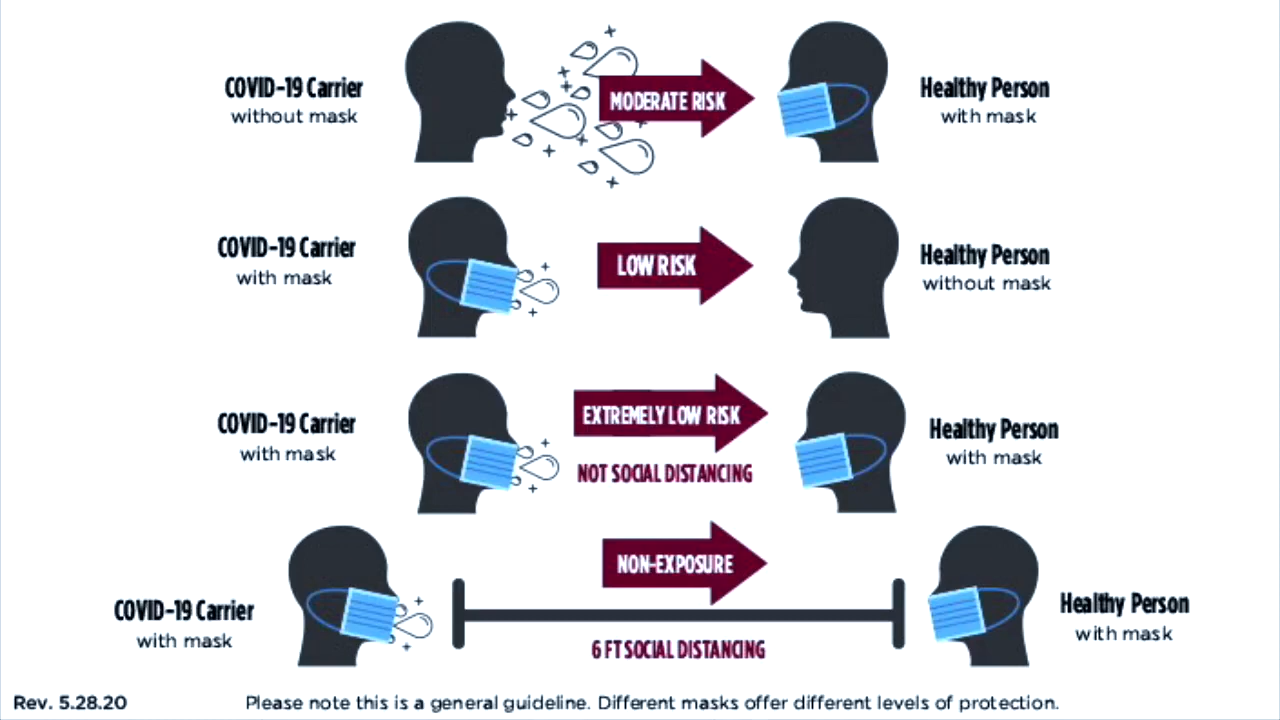 COVID-19 Carrier
without mask
MODERATE RISK
Healthy Person
with mask
COVID-19 Carrier
with mask
LOW RISK
Healthy Person
without mask
COVID-19 Carrier
with mask
EXTREMELY LOW RISK
NOT SOCIAL DISTANCING
Healthy Person
with mask
COVID-19 Carrier
with mask
NON-EXPOSURE
6 FT SOCIAL DISTANCING
Healthy Person
with mask
Rev. 5.28.20
Please note this is a general guideline. Different masks offer different levels of protection.